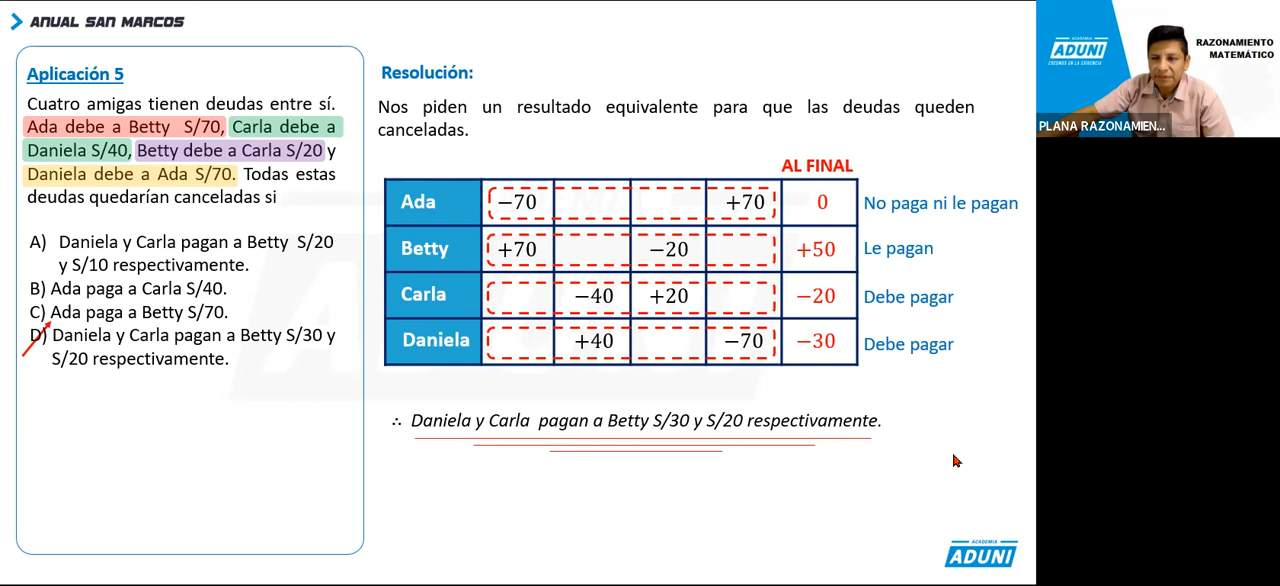 ANUAL SAN MARCOS
Aplicación 5
Cuatro amigas tienen deudas entre sí.
Ada debe a Betty S/70, Carla debe a
Daniela S/40, Betty debe a Carla S/20 y
Daniela debe a Ada S/70. Todas estas
deudas quedarían canceladas si
A) Daniela y Carla pagan a Betty S/20
y S/10 respectivamente.
B) Ada paga a Carla S/40.
C) Ada paga a Betty S/70.
D) Daniela y Carla pagan a Betty S/30 y
S/20 respectivamente.
Resolución:
Nos piden un resultado equivalente para que las deudas queden
canceladas.
AL FINAL
Ada −70 +70 0 No paga ni le pagan
Betty +70 −20 +50 Le pagan
Carla −40 +20 −20 Debe pagar
Daniela +40 −70 −30 Debe pagar
∴ Daniela y Carla pagan a Betty S/30 y S/20 respectivamente.
ACADEMIA
ADUNI
ACADEMIA
ADUNI
RAZONAMIENTO
MATEMÁTICO
PLANA RAZONAMIEN...